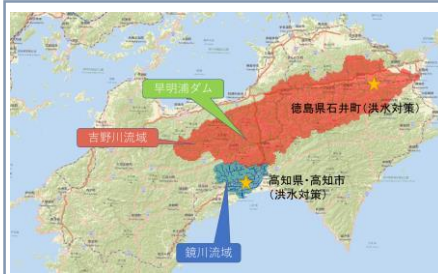 早明浦ダム
徳島県石井町(洪水対策)
吉野川流域
高知県・高知市
(洪水対策)
鏡川流域